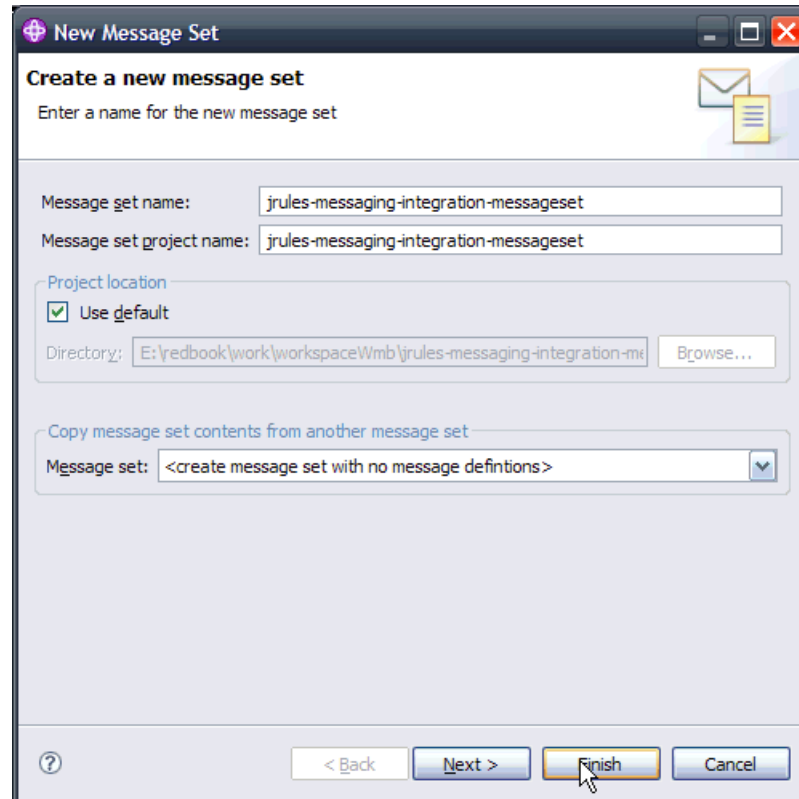 New Message Set
Create a new message set
Enter a name for the new message set
Message set name: jrules-messaging-integration-messageset
Message set project name: jrules-messaging-integration-messageset
Project location
Use default
Directory: E:\redbook\work\workspaceWmb\jrules-messaging-integration-me Browse...
Copy message set contents from another message set
Message set: <create message set with no message defintions>
? < Back Next > Finish Cancel